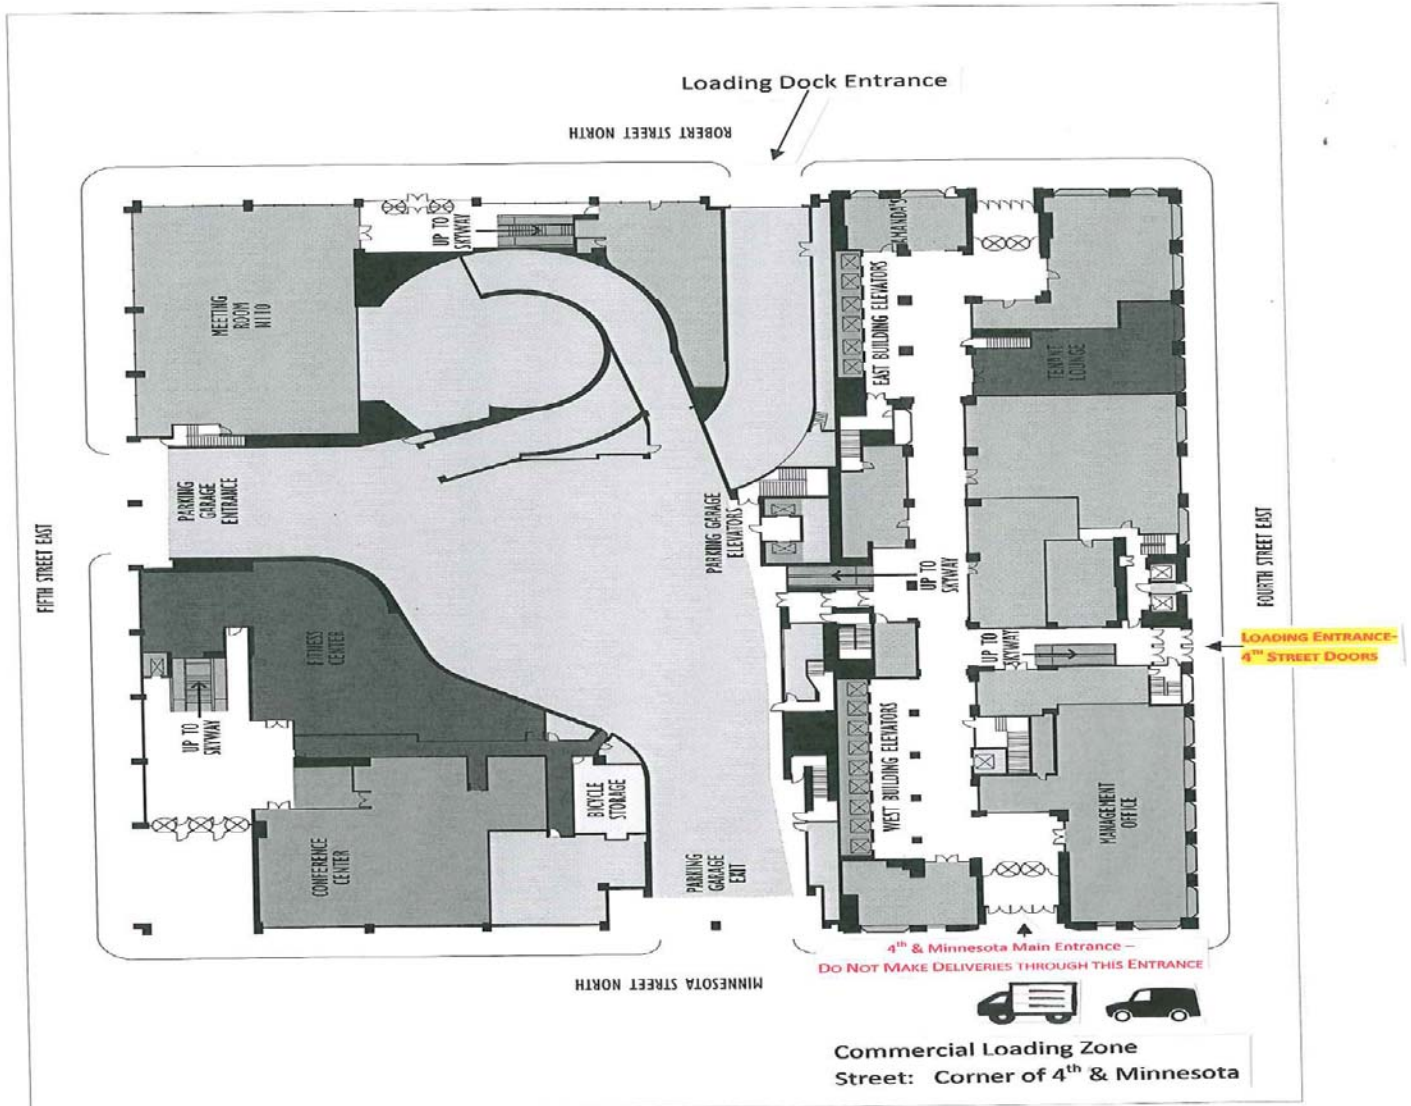 Loading Dock Entrance
ROBERT STREET NORTH
UP TO
SKYWAY
AMANDA'S
MEETING
ROOM
N110
EAST BUILDING ELEVATORS
TENANT
LOUNGE
PARKING
GARAGE
ENTRANCE
PARKING GARAGE
ELEVATORS
FIFTH STREET EAST
FOURTH STREET EAST
UP TO
SKYWAY
FITNESS
CENTER
UP TO
SKYWAY
LOADING ENTRANCE-
4TH STREET DOORS
UP TO
SKYWAY
WEST BUILDING ELEVATORS
BICYCLE
STORAGE
MANAGEMENT
OFFICE
CONFERENCE
CENTER
PARKING
GARAGE
EXIT
4th & Minnesota Main Entrance –
DO NOT MAKE DELIVERIES THROUGH THIS ENTRANCE
MINNESOTA STREET NORTH
Commercial Loading Zone
Street: Corner of 4th & Minnesota